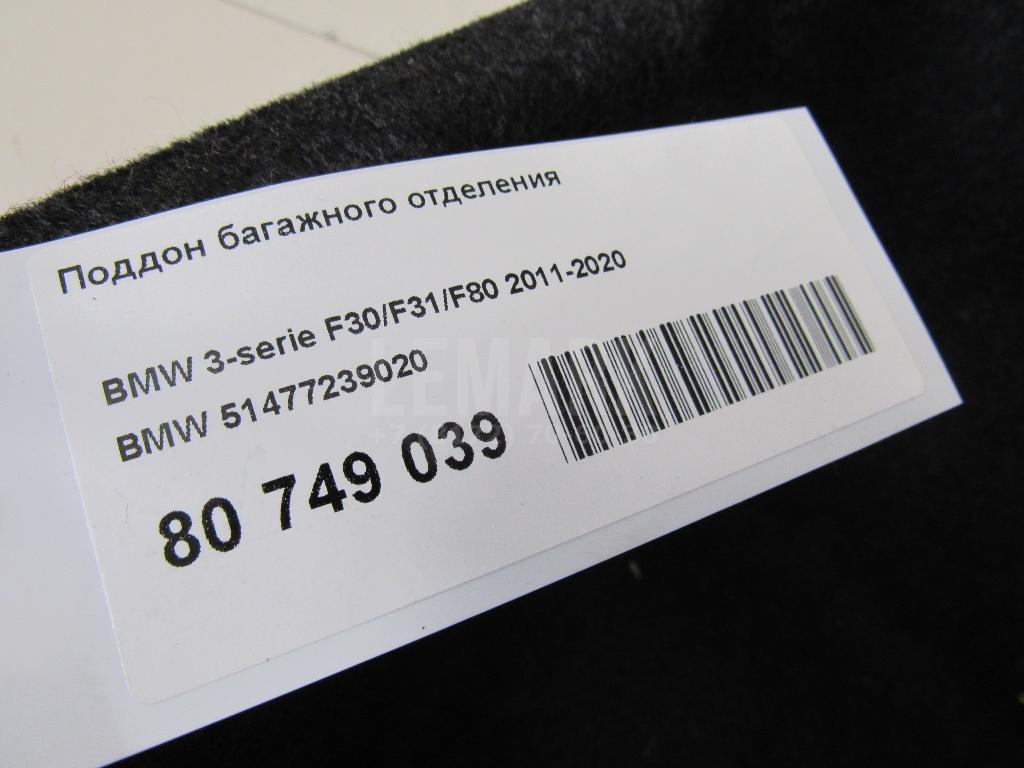 Поддон багажного отделения
BMW 3-serie F30/F31/F80 2011-2020
BMW 51477239020
80 749 039